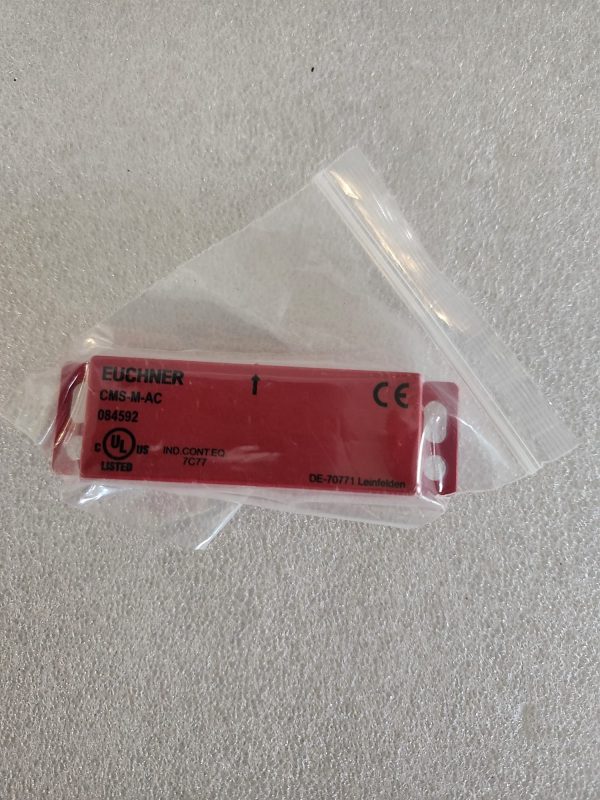 EUCHNER
CMS-M-AC
084592
↑
CE
C UL US
LISTED
IND.CONT.EQ
7C77
DE-70771 Leinfelden